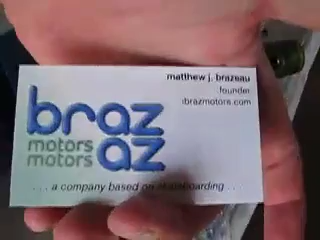 matthew j. brazeau
founder
ibrazmotors.com
braz
motors
motors az
... a company based on skateboarding ...